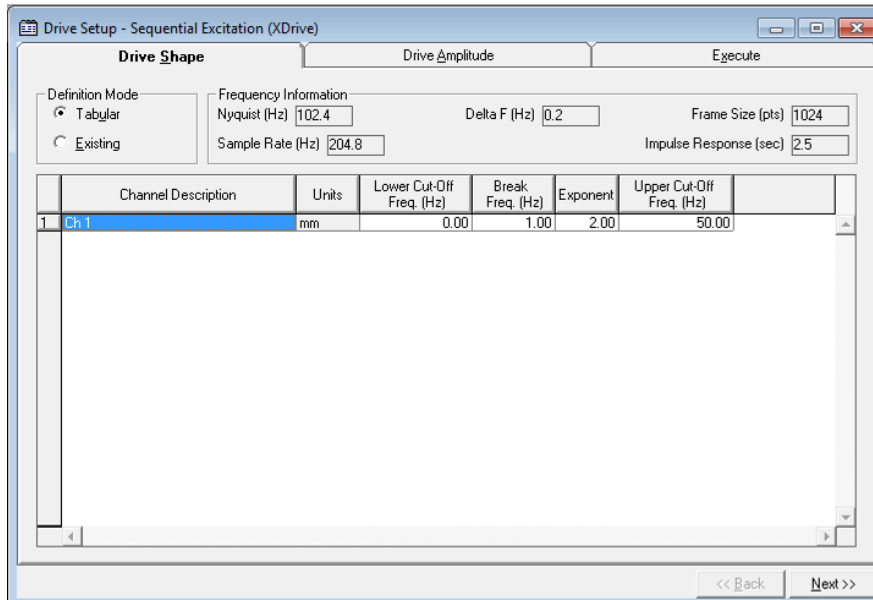 Drive Setup - Sequential Excitation (XDrive)
Drive Shape Drive Amplitude Execute
Definition Mode Frequency Information
Tabular Nyquist (Hz) 102.4 Delta F (Hz) 0.2 Frame Size (pts) 1024
Existing Sample Rate (Hz) 204.8 Impulse Response (sec) 2.5
Channel Description Units Lower Cut-Off Freq. (Hz) Break Freq. (Hz) Exponent Upper Cut-Off Freq. (Hz)
1 Ch 1 mm 0.00 1.00 2.00 50.00
<< Back Next >>